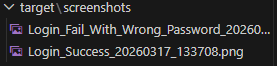 target\screenshots
Login_Fail_With_Wrong_Password_20260...
Login_Success_20260317_133708.png